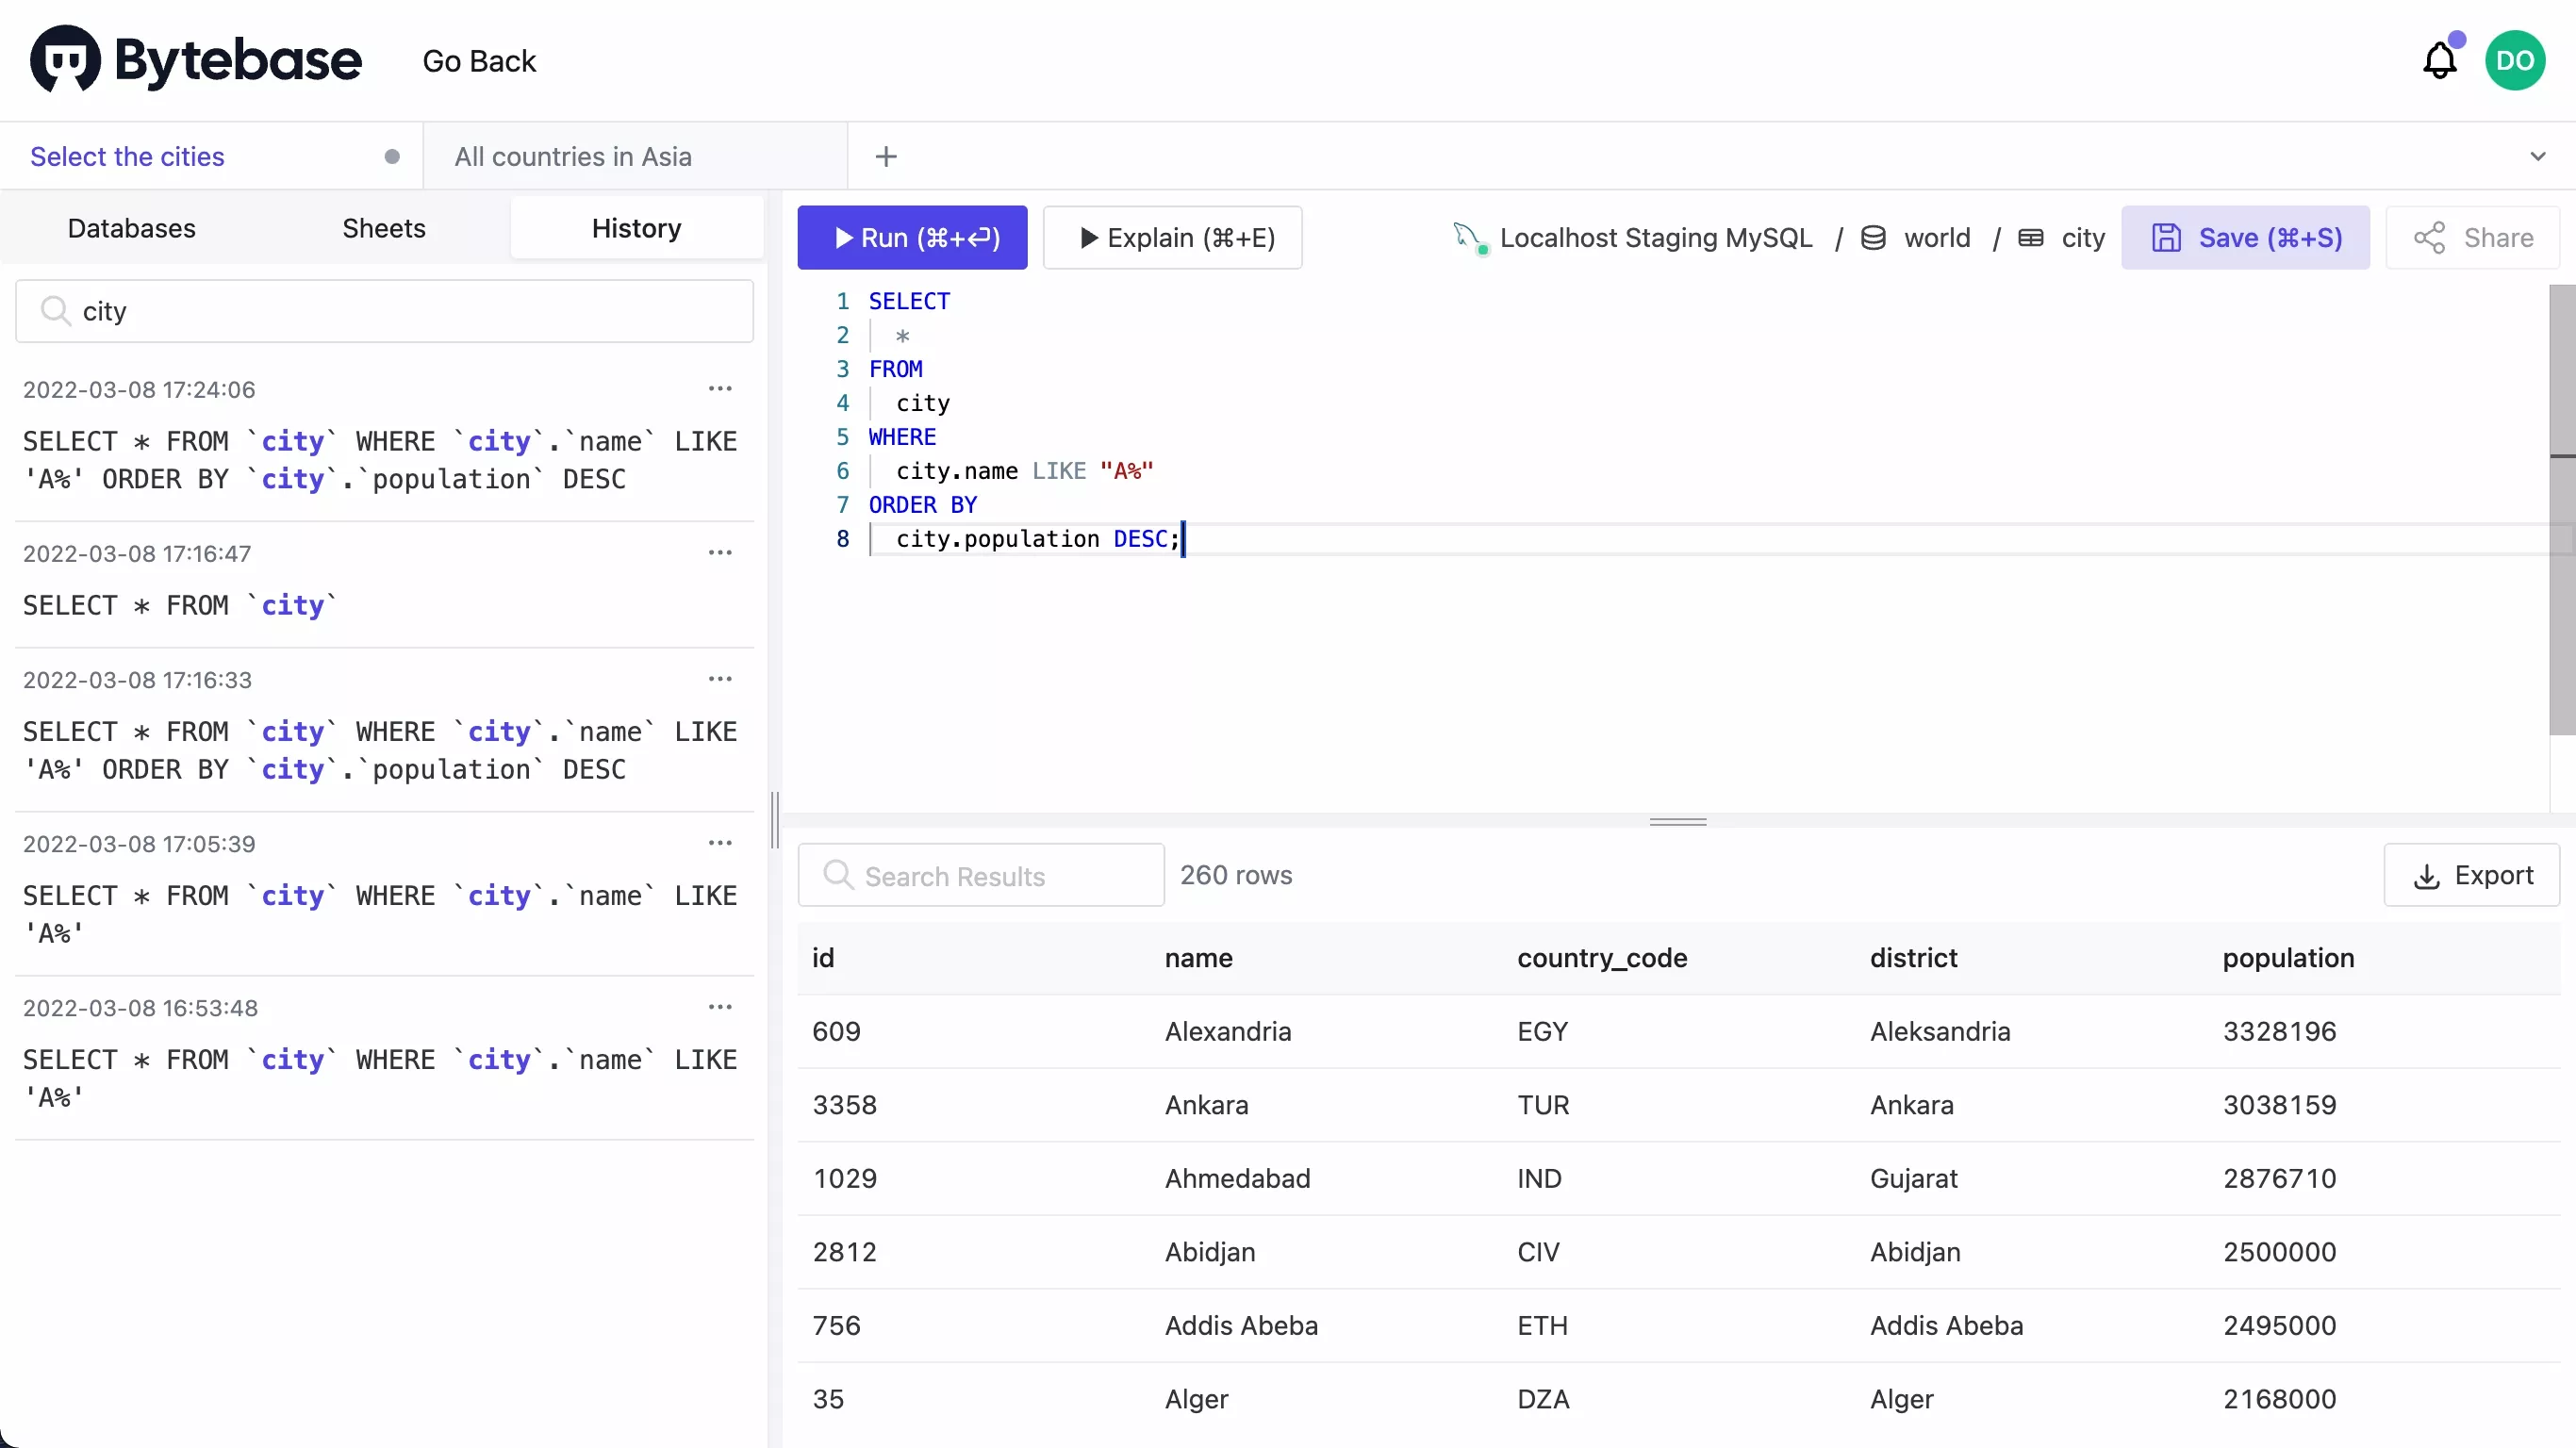 Bytebase
Go Back
DO
Select the cities
All countries in Asia
Databases
Sheets
History
city
2022-03-08 17:24:06
SELECT * FROM `city` WHERE `city`.`name` LIKE
'A%' ORDER BY `city`.`population` DESC
2022-03-08 17:16:47
SELECT * FROM `city`
2022-03-08 17:16:33
SELECT * FROM `city` WHERE `city`.`name` LIKE
'A%' ORDER BY `city`.`population` DESC
2022-03-08 17:05:39
SELECT * FROM `city` WHERE `city`.`name` LIKE
'A%'
2022-03-08 16:53:48
SELECT * FROM `city` WHERE `city`.`name` LIKE
'A%'
Run (⌘+⏎)
Explain (⌘+E)
Localhost Staging MySQL / world / city
Save (⌘+S)
Share
1 SELECT
2 *
3 FROM
4 city
5 WHERE
6 city.name LIKE "A%"
7 ORDER BY
8 city.population DESC;
Search Results
260 rows
Export
id name country_code district population
609 Alexandria EGY Aleksandria 3328196
3358 Ankara TUR Ankara 3038159
1029 Ahmedabad IND Gujarat 2876710
2812 Abidjan CIV Abidjan 2500000
756 Addis Abeba ETH Addis Abeba 2495000
35 Alger DZA Alger 2168000